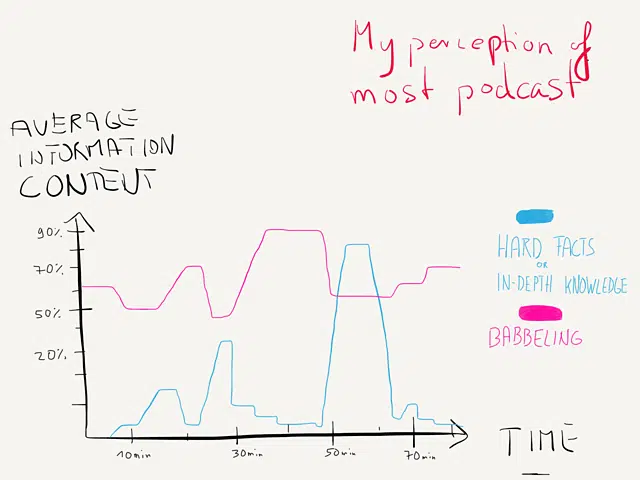 My perception of
most podcast
AVERAGE
INFORMATION
CONTENT
90%
70%
50%
20%
HARD FACTS
OR
IN-DEPTH KNOWLEDGE
BABBELING
10min
30min
50min
70min
TIME